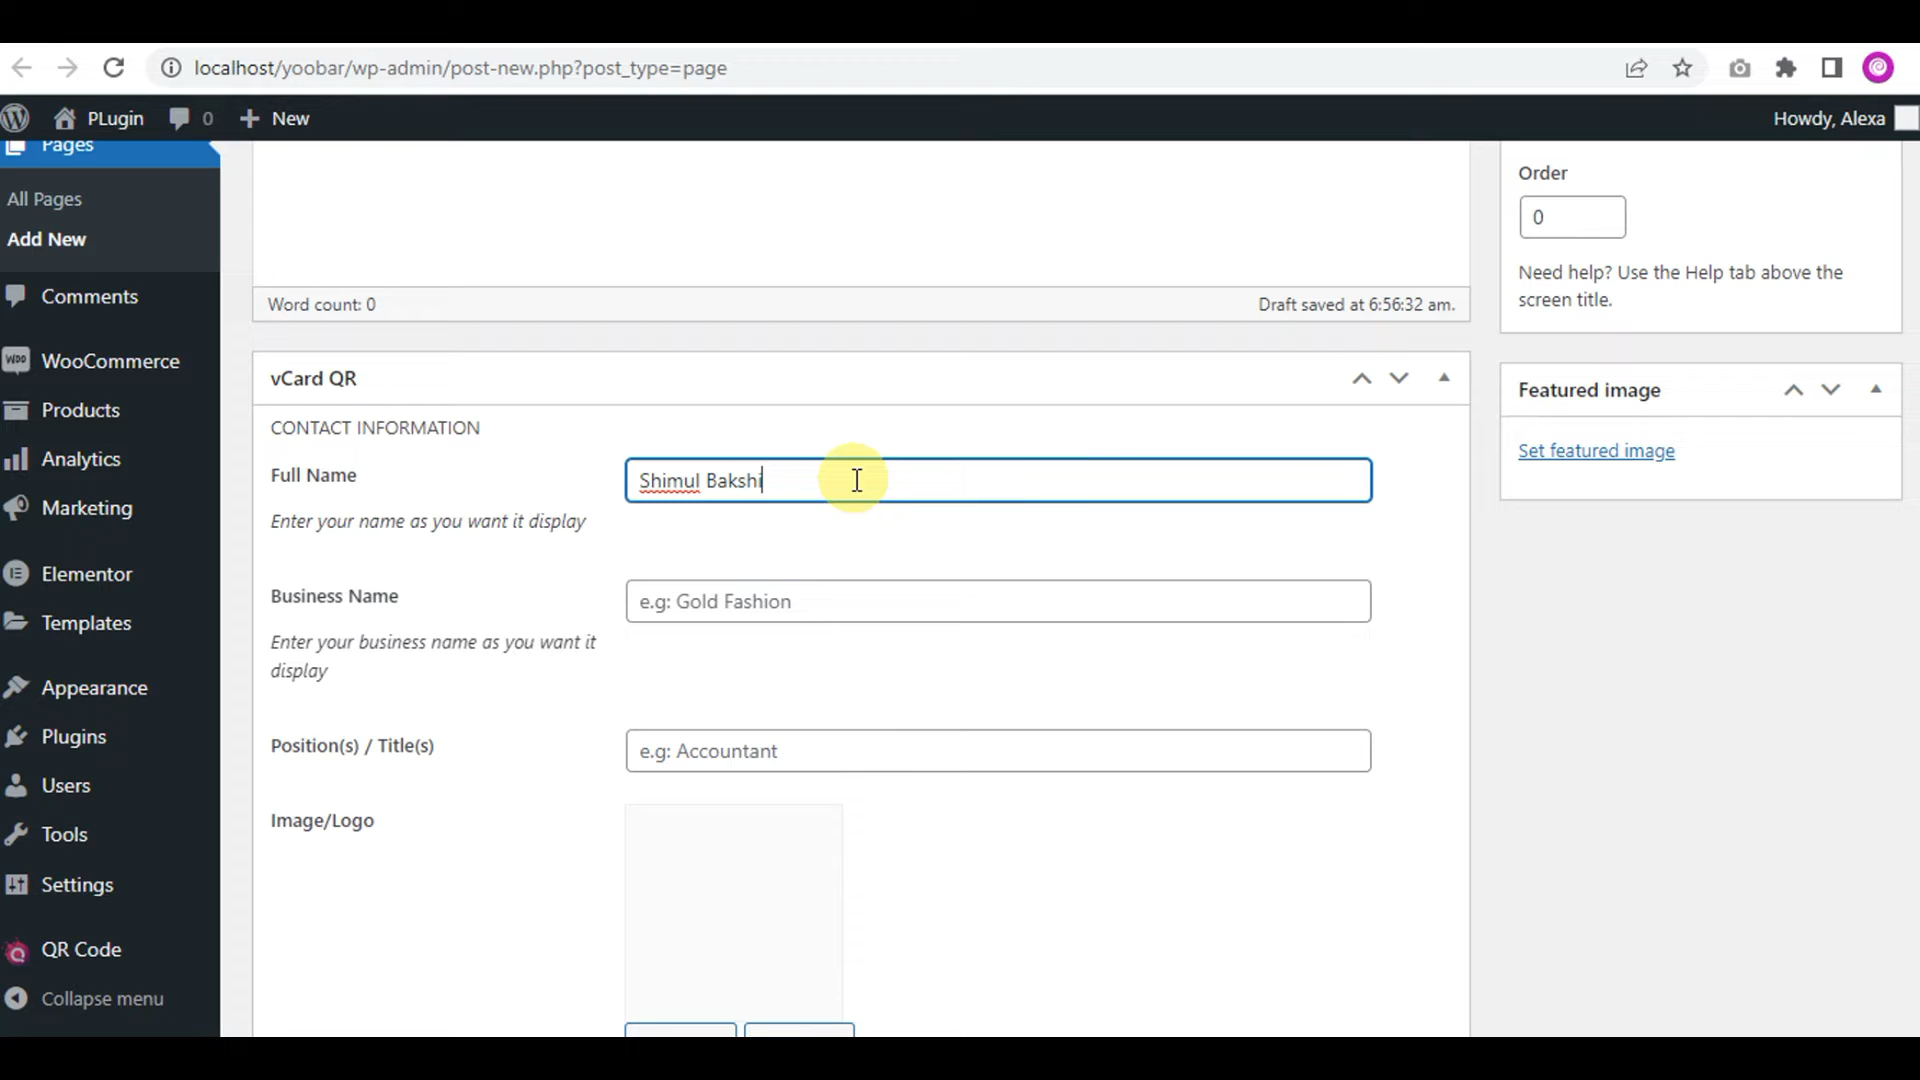 localhost/yoobar/wp-admin/post-new.php?post_type=page
PLugin
0
New
Howdy, Alexa
Pages
All Pages
Add New
Comments
WooCommerce
Products
Analytics
Marketing
Elementor
Templates
Appearance
Plugins
Users
Tools
Settings
QR Code
Collapse menu
Word count: 0
Draft saved at 6:56:32 am.
vCard QR
CONTACT INFORMATION
Full Name
Shimul Bakshi
Enter your name as you want it display
Business Name
e.g: Gold Fashion
Enter your business name as you want it
display
Position(s) / Title(s)
e.g: Accountant
Image/Logo
Order
0
Need help? Use the Help tab above the
screen title.
Featured image
Set featured image